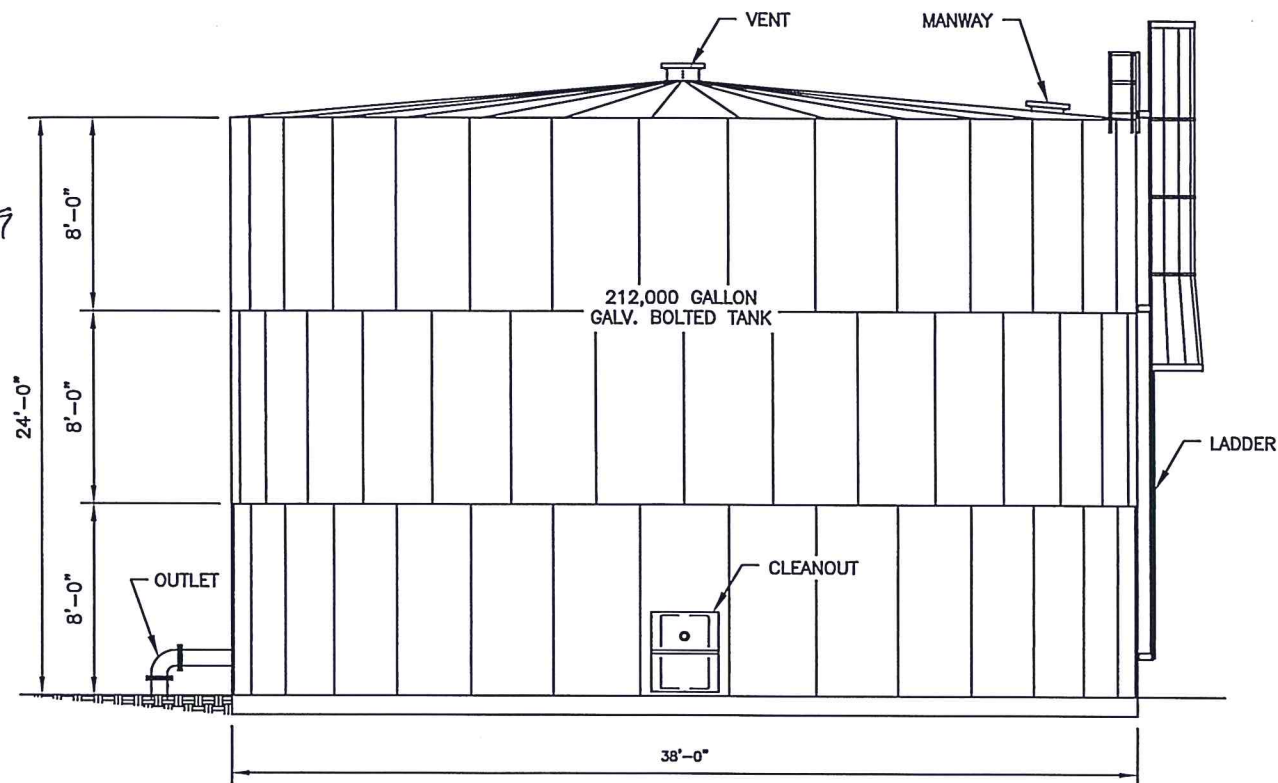 VENT
MANWAY
8'-0"
212,000 GALLON
GALV. BOLTED TANK
24'-0"
8'-0"
LADDER
8'-0"
OUTLET
CLEANOUT
38'-0"